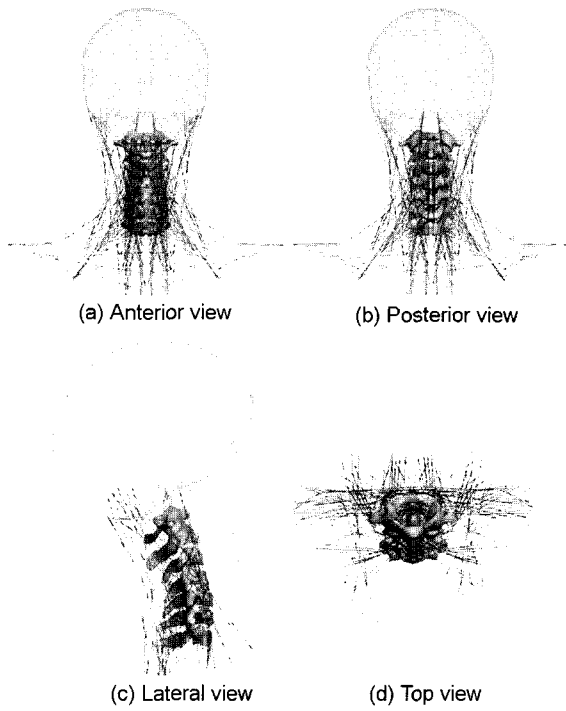 (a) Anterior view
(b) Posterior view
(c) Lateral view
(d) Top view